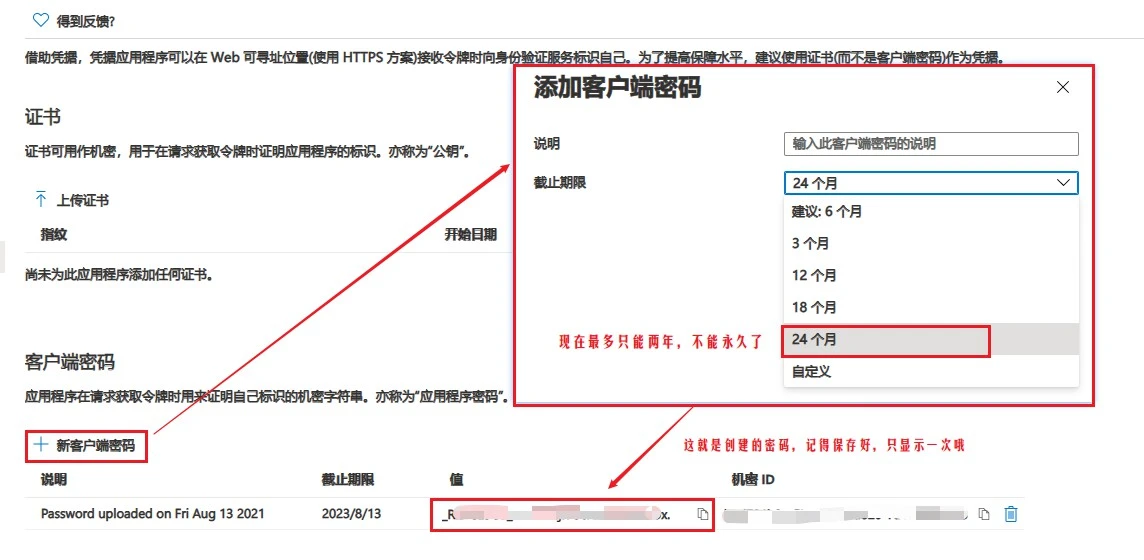 得到反馈?
借助凭据，凭据应用程序可以在 Web 可寻址位置(使用 HTTPS 方案)接收令牌时向身份验证服务标识自己。为了提高保障水平，建议使用证书(而不是客户端密码)作为凭据。
添加客户端密码
证书
说明
输入此客户端密码的说明
证书可用作机密，用于在请求获取令牌时证明应用程序的标识。亦称为“公钥”。
截止期限
24 个月
上传证书
建议: 6 个月
指纹
开始日期
3 个月
尚未为此应用程序添加任何证书。
12 个月
18 个月
现在最多只能两年，不能永久了
24 个月
客户端密码
自定义
应用程序在请求获取令牌时用来证明自己标识的机密字符串。亦称为“应用程序密码”。
新客户端密码
这就是创建的密码，记得保存好，只显示一次哦
说明
截止期限
值
机密 ID
Password uploaded on Fri Aug 13 2021
2023/8/13